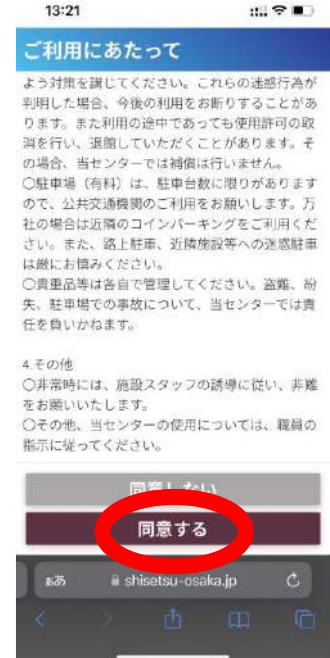 13:21
ご利用にあたって
よう対策を講じてください。これらの迷惑行為が
判明した場合、今後の利用をお断りすることがあ
ります。また利用の途中であっても使用許可の取
消を行い、退館していただくことがあります。そ
の場合、当センターでは補償は行いません。
○駐車場（有料）は、駐車台数に限りがあります
ので、公共交通機関のご利用をお願いします。万
社の場合は近隣のコインパーキングをご利用くだ
さい。また、路上駐車、近隣施設等への迷惑駐車
は厳にお慎みください。
○貴重品等は各自で管理してください。盗難、紛
失、駐車場での事故について、当センターでは責
任を負いかねます。
4.その他
○非常時には、施設スタッフの誘導に従い、非難
をお願いいたします。
○その他、当センターの使用については、職員の
指示に従ってください。
同意しない
同意する
ぁあ shisetsu-osaka.jp